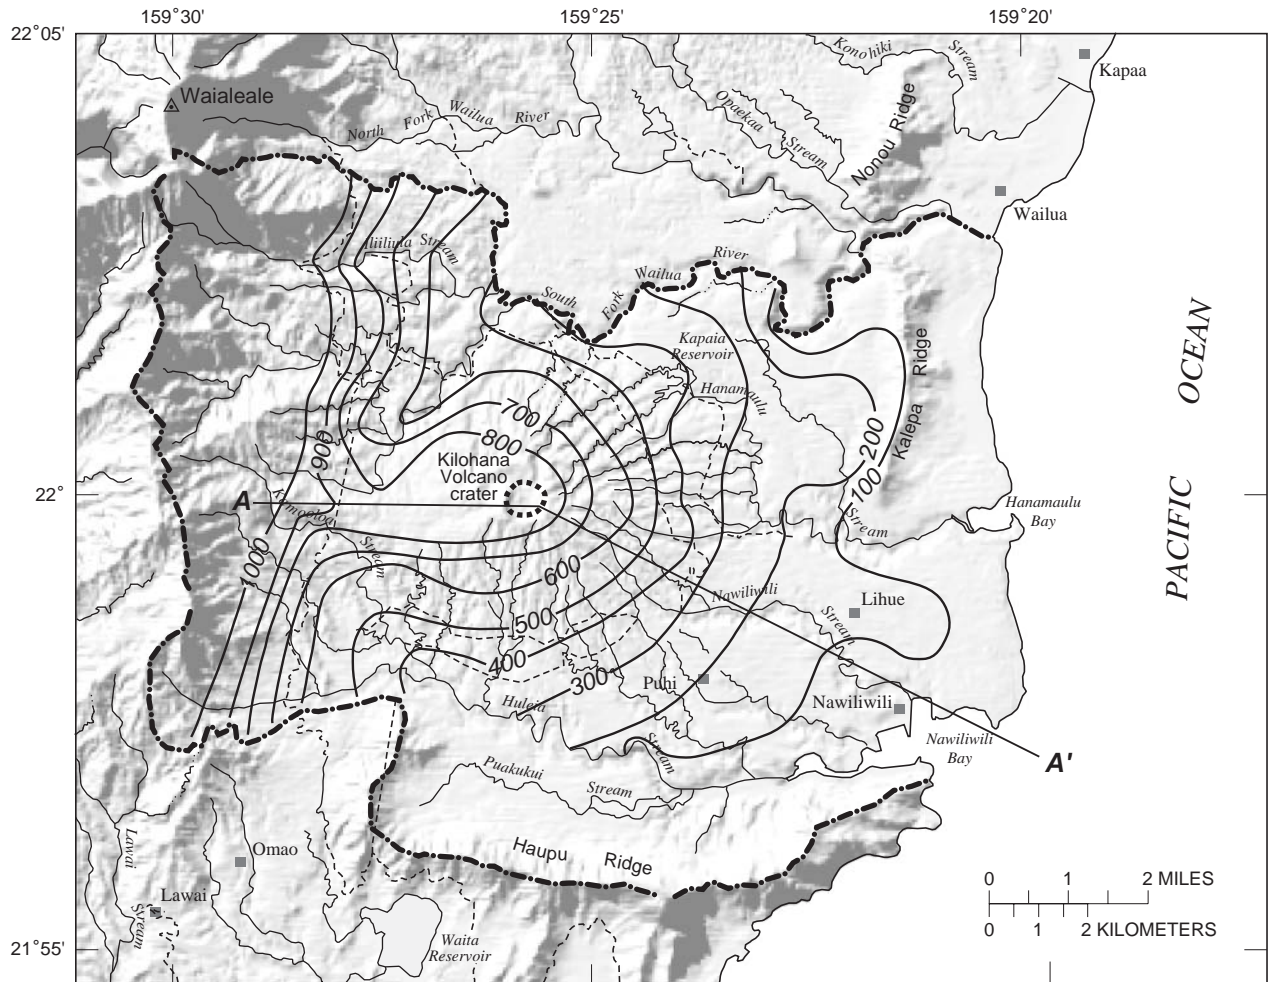 159°30'
159°25'
159°20'
22°05'
Waialeale
North Fork Wailua River
Opaekaa Stream
Konohiki Stream
Kapaa
Nonou Ridge
Wailua
Iliiliula Stream
South Fork Wailua River
Kapaia
Reservoir
Hanamaulu
Stream
Kalepa Ridge
PACIFIC OCEAN
700
800
900
1000
200
100
Kilohana
Volcano
crater
22°
A
Kamooloa
Stream
Hanamaulu
Bay
600
500
400
300
Nawiliwili
Stream
Lihue
Puhi
Nawiliwili
Huleia
Stream
Nawiliwili
Bay
A'
Puakukui
Stream
Haupu Ridge
Omao
Lawai
Lawai
Stream
Waita
Reservoir
21°55'
0 1 2 MILES
0 1 2 KILOMETERS